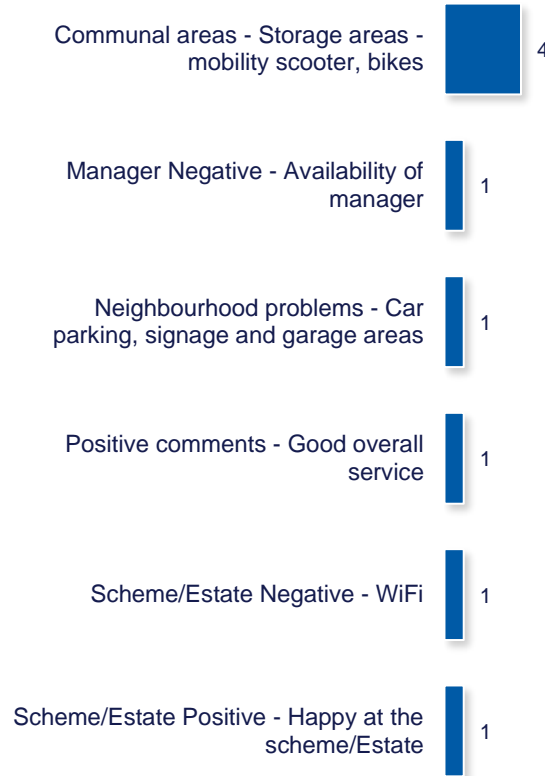 Communal areas - Storage areas -
mobility scooter, bikes
4
Manager Negative - Availability of
manager
1
Neighbourhood problems - Car
parking, signage and garage areas
1
Positive comments - Good overall
service
1
Scheme/Estate Negative - WiFi
1
Scheme/Estate Positive - Happy at the
scheme/Estate
1